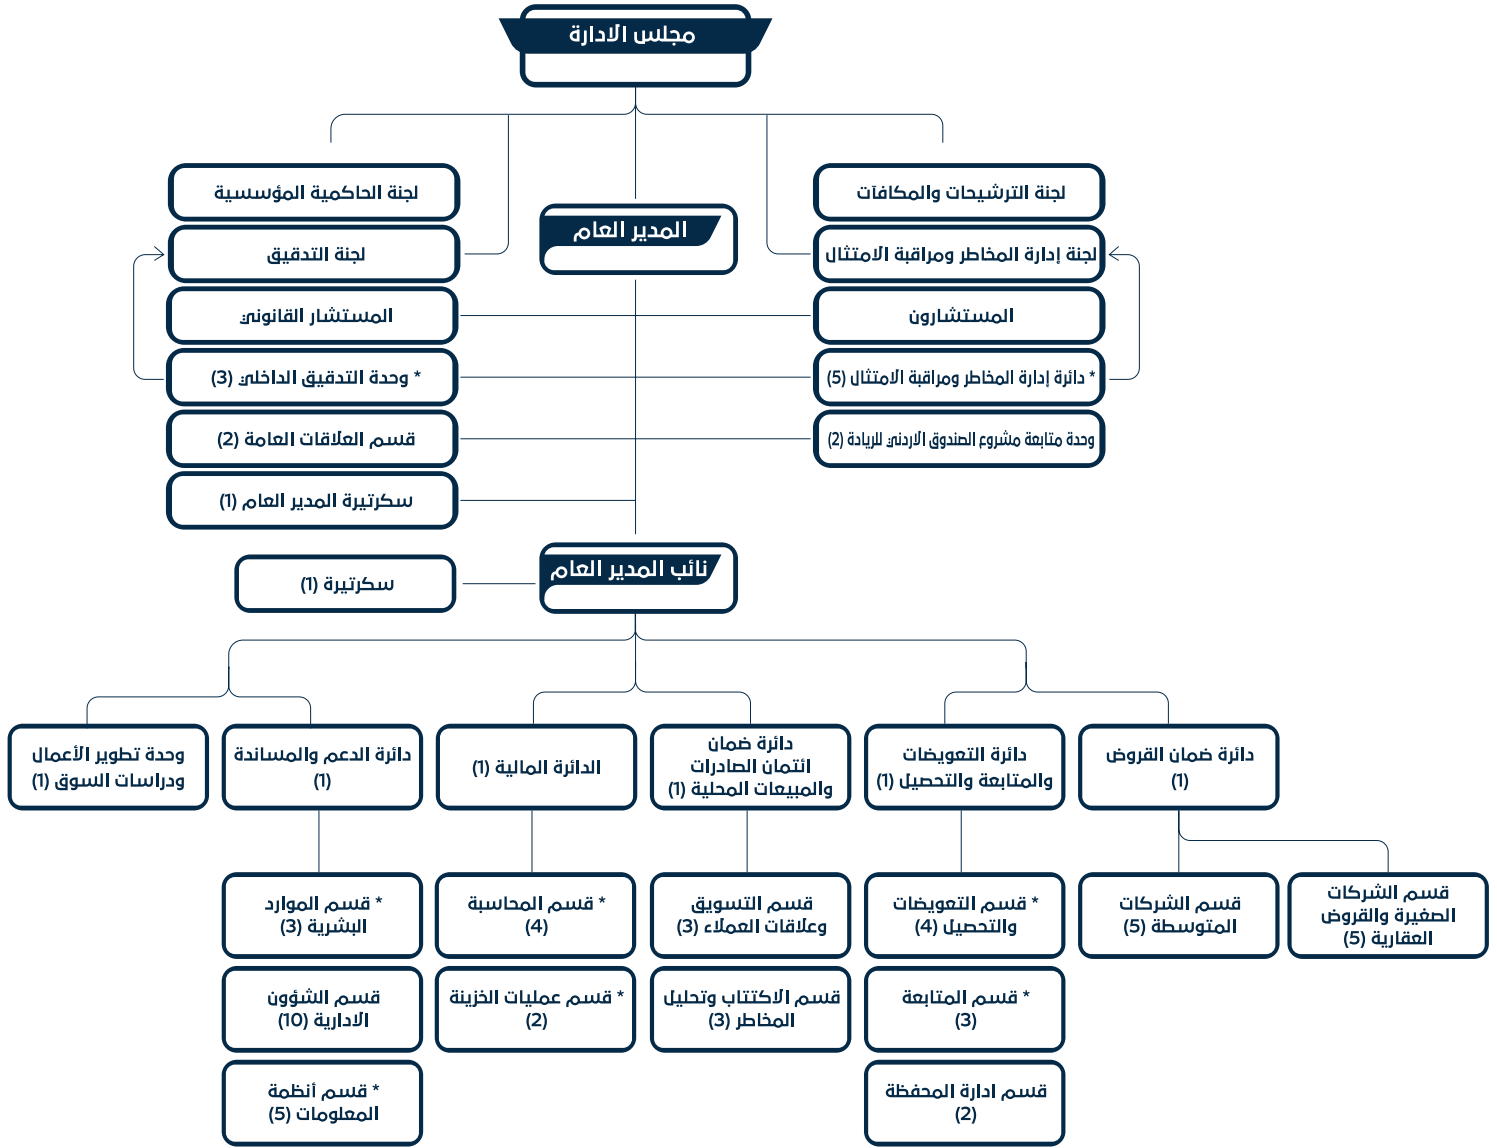 مجلس الادارة
لجنة الترشيحات والمكافآت
لجنة الحاكمية المؤسسية
المدير العام
لجنة إدارة المخاطر ومراقبة الامتثال
لجنة التدقيق
المستشارون
المستشار القانوني
* دائرة إدارة المخاطر ومراقبة الامتثال (5)
* وحدة التدقيق الداخلي (3)
وحدة متابعة مشروع الصندوق الاردني للريادة (2)
قسم العلاقات العامة (2)
سكرتيرة المدير العام (1)
نائب المدير العام
سكرتيرة (1)
دائرة ضمان القروض
(1)
دائرة التعويضات
والمتابعة والتحصيل (1)
دائرة ضمان
ائتمان الصادرات
والمبيعات المحلية (1)
الدائرة المالية (1)
دائرة الدعم والمساندة
(1)
وحدة تطوير الأعمال
ودراسات السوق (1)
قسم الشركات
الصغيرة والقروض
العقارية (5)
قسم الشركات
المتوسطة (5)
* قسم التعويضات
والتحصيل (4)
قسم التسويق
وعلاقات العملاء (3)
* قسم المحاسبة
(4)
* قسم الموارد
البشرية (3)
* قسم المتابعة
(3)
قسم الاكتتاب وتحليل
المخاطر (3)
* قسم عمليات الخزينة
(2)
قسم الشؤون
الادارية (10)
قسم ادارة المحفظة
(2)
* قسم أنظمة
المعلومات (5)